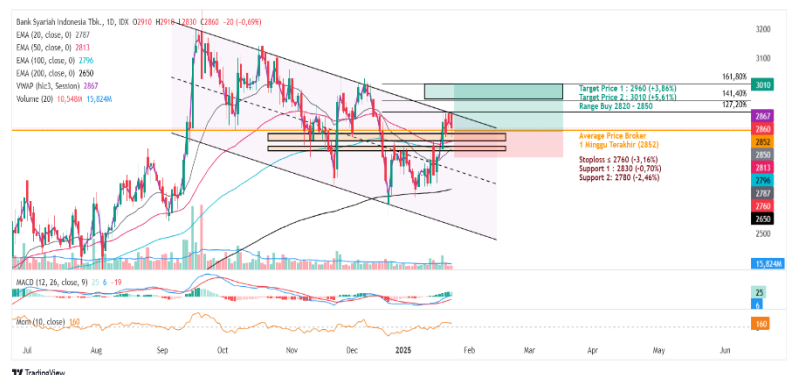 Bank Syariah Indonesia Tbk., 1D, IDX O2910 H2910 L2830 C2860 -20 (-0,69%)
EMA (20, close, 0) 2787
EMA (50, close, 0) 2813
EMA (100, close, 0) 2796
EMA (200, close, 0) 2650
VWAP (hlc3, Session) 2867
Volume (20) 10,548M 15,824M
3200
3100
161,80%
3010
Target Price 1 : 2960 (+3,86%)
141,40%
Target Price 2 : 3010 (+5,61%)
Range Buy 2820 - 2850
127,20%
2867
2860
Average Price Broker
1 Minggu Terakhir (2852)
2852
2850
Stoploss ≤ 2760 (-3,16%)
Support 1 : 2830 (-0,70%)
Support 2: 2780 (-2,46%)
2813
2796
2787
2760
2650
2500
15,824M
MACD (12, 26, close, 9) 25 6 -19
25
6
Mom (10, close) 160
160
Jul Aug Sep Oct Nov Dec 2025 Feb Mar Apr May Jun
TradingView